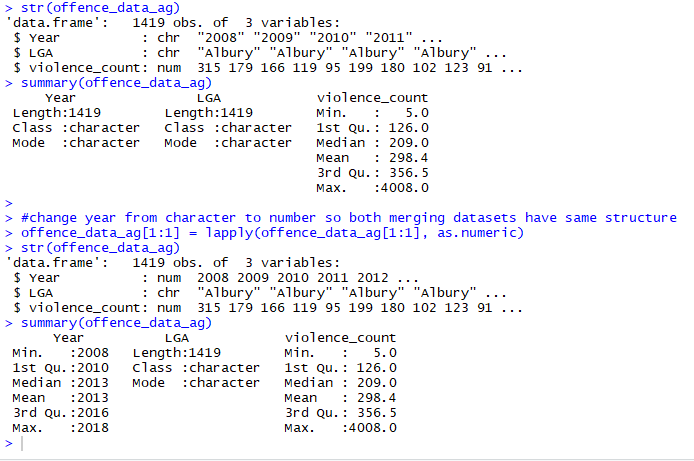 > str(offence_data_ag)
'data.frame':   1419 obs. of  3 variables:
 $ Year          : chr  "2008" "2009" "2010" "2011" ...
 $ LGA           : chr  "Albury" "Albury" "Albury" "Albury" ...
 $ violence_count: num  315 179 166 119 95 199 180 102 123 91 ...
> summary(offence_data_ag)
     Year               LGA            violence_count
 Length:1419        Length:1419        Min.   :   5.0
 Class :character   Class :character   1st Qu.: 126.0
 Mode  :character   Mode  :character   Median : 209.0
                                       Mean   : 298.4
                                       3rd Qu.: 356.5
                                       Max.   :4008.0
>
> #change year from character to number so both merging datasets have same structure
> offence_data_ag[1:1] = lapply(offence_data_ag[1:1], as.numeric)
> str(offence_data_ag)
'data.frame':   1419 obs. of  3 variables:
 $ Year          : num  2008 2009 2010 2011 2012 ...
 $ LGA           : chr  "Albury" "Albury" "Albury" "Albury" ...
 $ violence_count: num  315 179 166 119 95 199 180 102 123 91 ...
> summary(offence_data_ag)
      Year          LGA            violence_count
 Min.   :2008   Length:1419        Min.   :   5.0
 1st Qu.:2010   Class :character   1st Qu.: 126.0
 Median :2013   Mode  :character   Median : 209.0
 Mean   :2013                      Mean   : 298.4
 3rd Qu.:2016                      3rd Qu.: 356.5
 Max.   :2018                      Max.   :4008.0
>